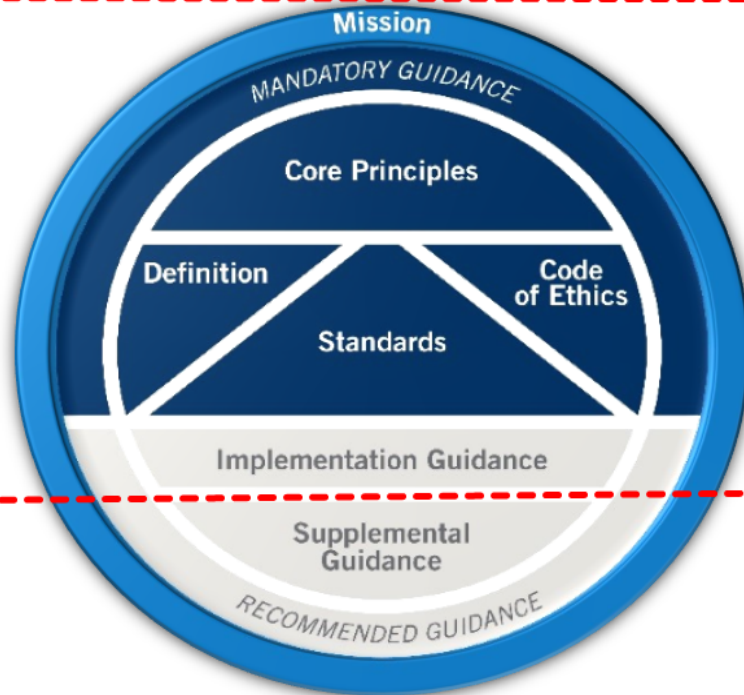 Mission
MANDATORY GUIDANCE
Core Principles
Definition
Code
of Ethics
Standards
Implementation Guidance
Supplemental
Guidance
RECOMMENDED GUIDANCE